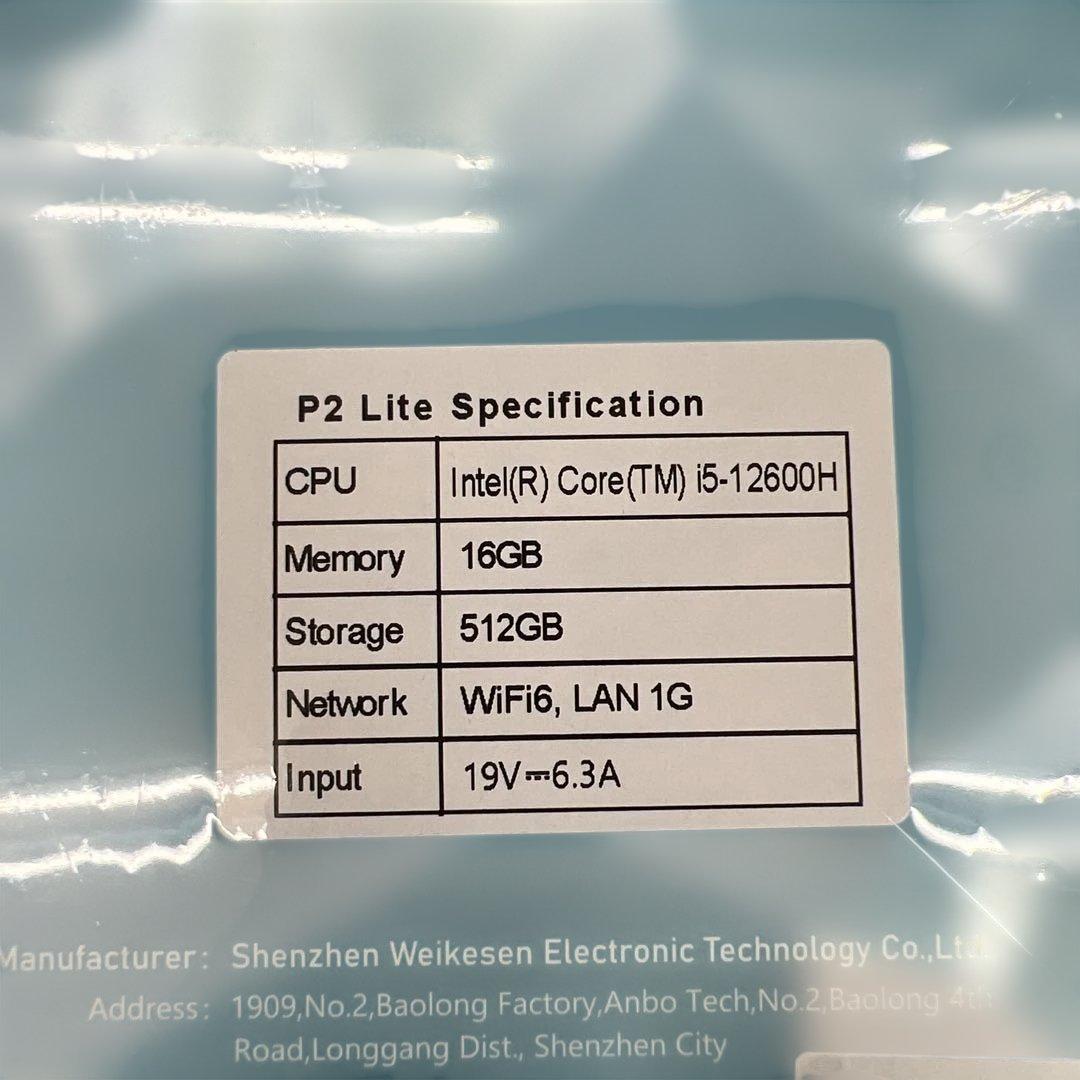 P2 Lite Specification
CPU Intel(R) Core(TM) i5-12600H
Memory 16GB
Storage 512GB
Network WiFi6, LAN 1G
Input 19V⎓6.3A
Manufacturer: Shenzhen Weikesen Electronic Technology Co.,Ltd.
Address: 1909,No.2,Baolong Factory,Anbo Tech,No.2,Baolong 4th
Road,Longgang Dist., Shenzhen City